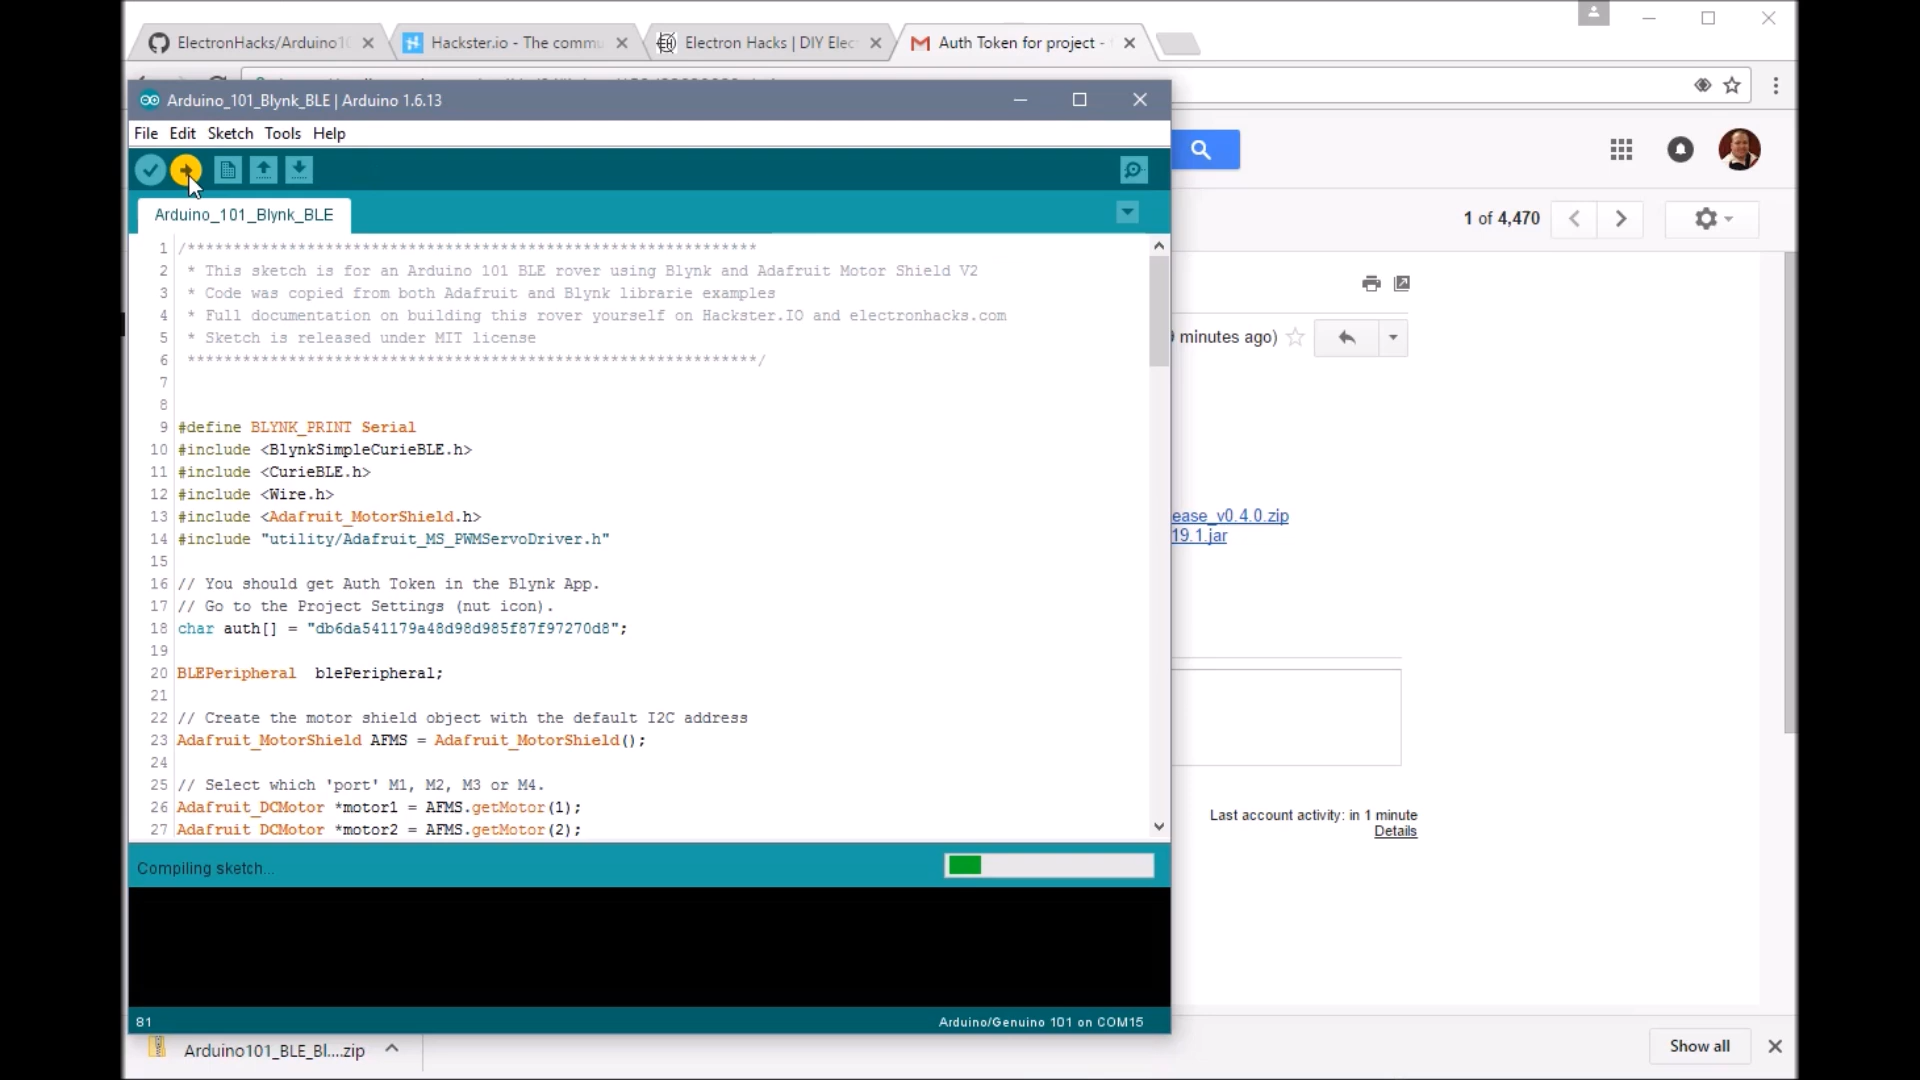 ElectronHacks/Arduino1
Hackster.io - The commu
Electron Hacks | DIY Elec
Auth Token for project -
Arduino_101_Blynk_BLE | Arduino 1.6.13
File Edit Sketch Tools Help
Arduino_101_Blynk_BLE
1 /**************************************************************
2 * This sketch is for an Arduino 101 BLE rover using Blynk and Adafruit Motor Shield V2
3 * Code was copied from both Adafruit and Blynk librarie examples
4 * Full documentation on building this rover yourself on Hackster.IO and electronhacks.com
5 * Sketch is released under MIT license
6 **************************************************************/
7
8
9 #define BLYNK_PRINT Serial
10 #include <BlynkSimpleCurieBLE.h>
11 #include <CurieBLE.h>
12 #include <Wire.h>
13 #include <Adafruit_MotorShield.h>
14 #include "utility/Adafruit_MS_PWMServoDriver.h"
15
16 // You should get Auth Token in the Blynk App.
17 // Go to the Project Settings (nut icon).
18 char auth[] = "db6da541179a48d98d985f87f97270d8";
19
20 BLEPeripheral  blePeripheral;
21
22 // Create the motor shield object with the default I2C address
23 Adafruit_MotorShield AFMS = Adafruit_MotorShield();
24
25 // Select which 'port' M1, M2, M3 or M4.
26 Adafruit_DCMotor *motor1 = AFMS.getMotor(1);
27 Adafruit_DCMotor *motor2 = AFMS.getMotor(2);
Compiling sketch...
81
Arduino/Genuino 101 on COM15
1 of 4,470
minutes ago)
ease_v0.4.0.zip
19.1.jar
Last account activity: in 1 minute
Details
Arduino101_BLE_Bl....zip
Show all